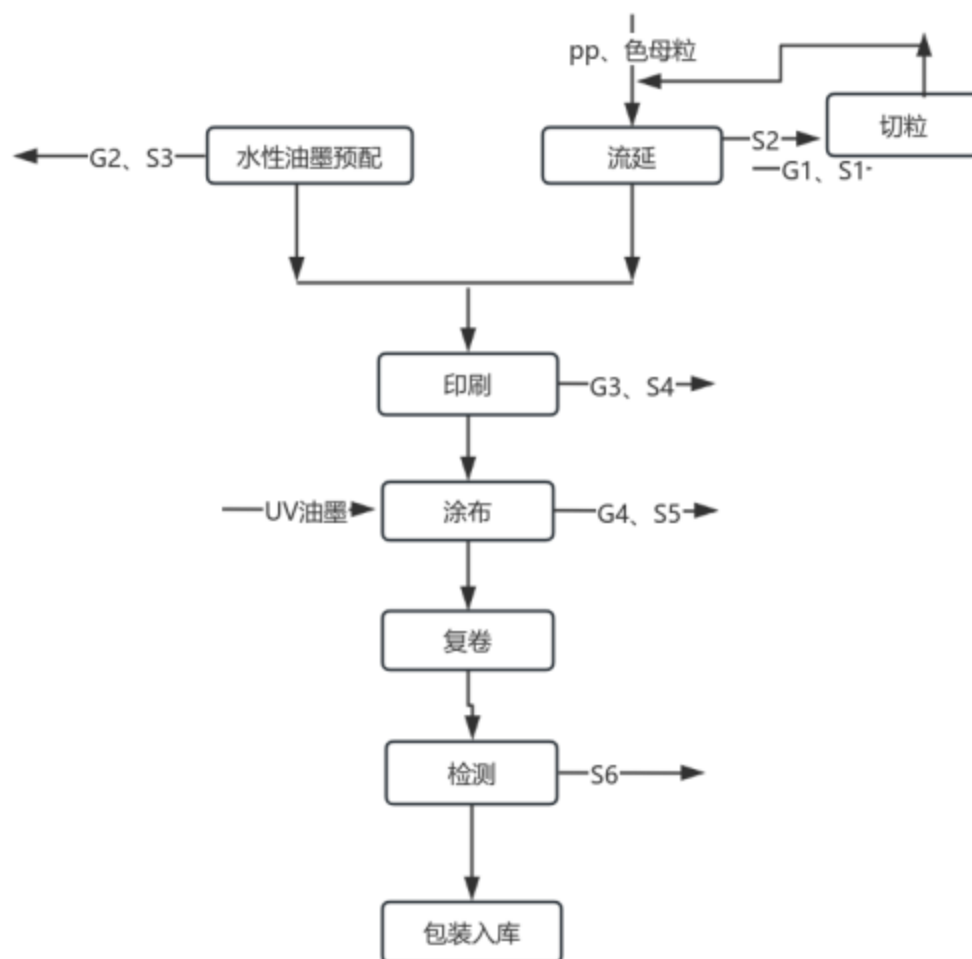 pp、色母粒
切粒
G2、S3
水性油墨预配
流延
S2
G1、S1
印刷
G3、S4
UV油墨
涂布
G4、S5
复卷
检测
S6
包装入库